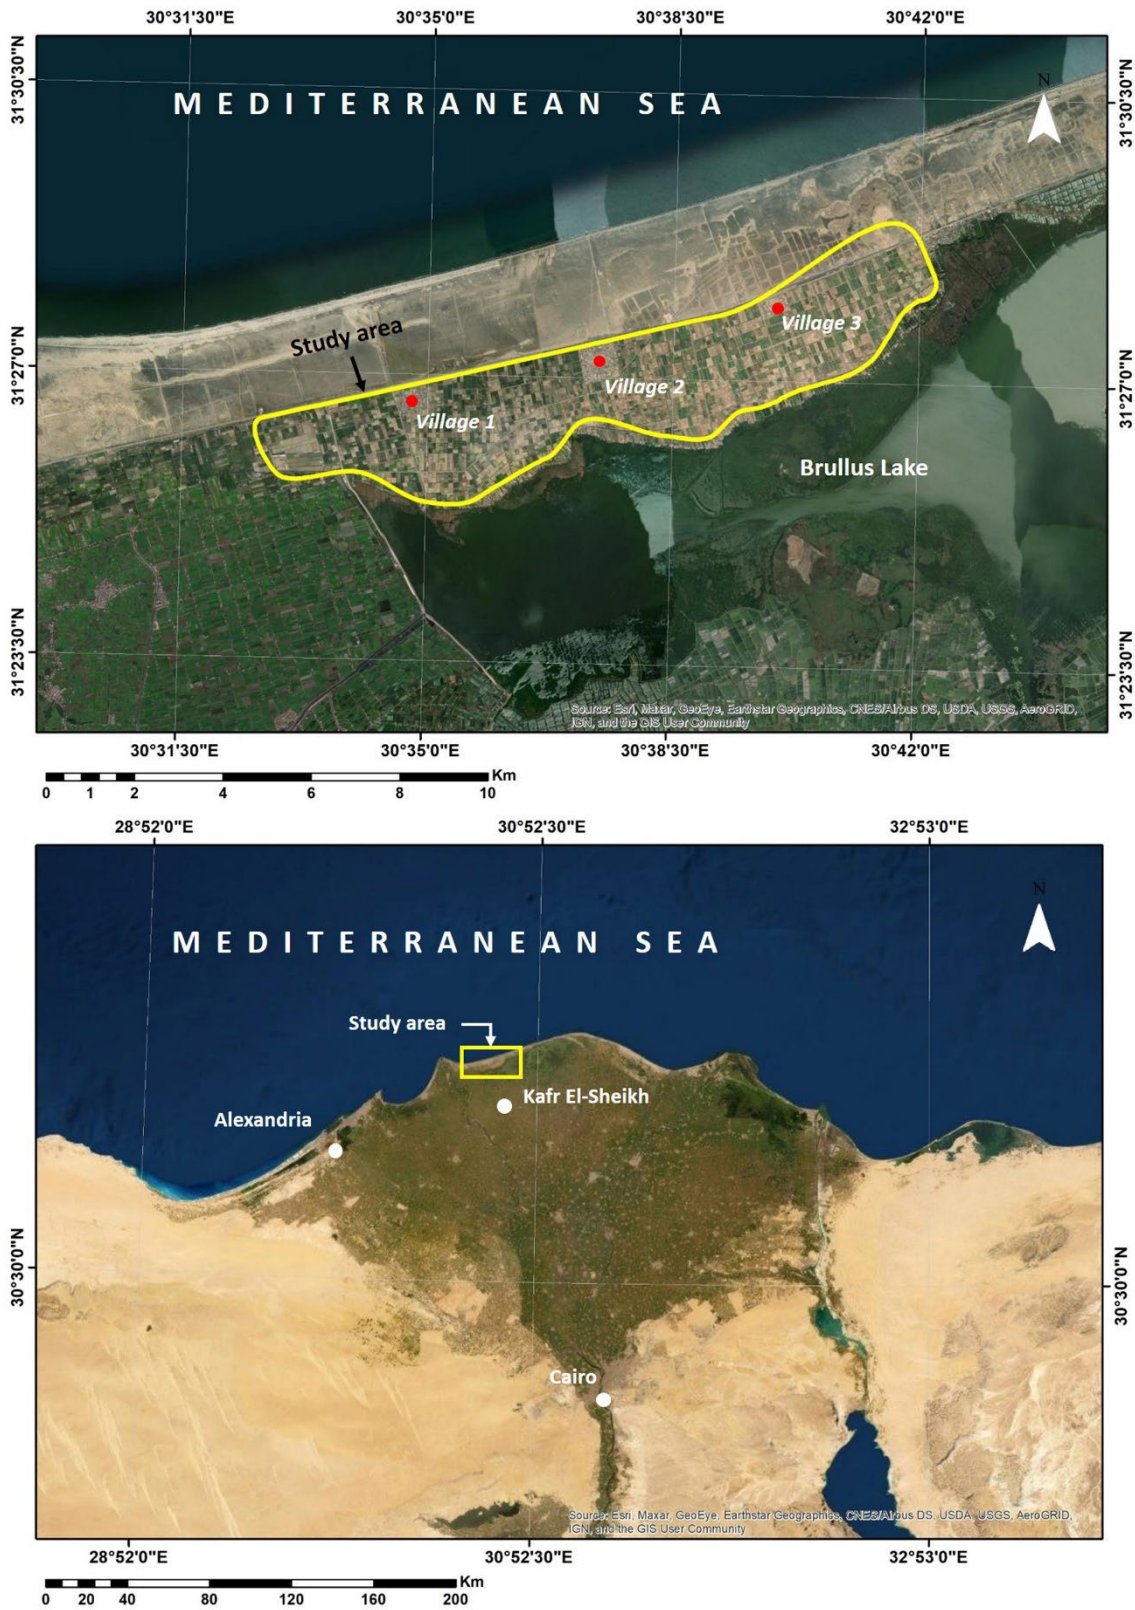 30°31'30"E 30°35'0"E 30°38'30"E 30°42'0"E
31°30'30"N
31°30'30"N
MEDITERRANEAN SEA
N
Study area
Village 3
Village 2
Village 1
31°27'0"N
31°27'0"N
Brullus Lake
31°23'30"N
31°23'30"N
Source: Esri, Maxar, GeoEye, Earthstar Geographics, CNES/Airbus DS, USDA, USGS, AeroGRID,
IGN, and the GIS User Community
30°31'30"E 30°35'0"E 30°38'30"E 30°42'0"E
Km
0 1 2 4 6 8 10
28°52'0"E 30°52'30"E 32°53'0"E
N
MEDITERRANEAN SEA
Study area
Kafr El-Sheikh
Alexandria
30°30'0"N
30°30'0"N
Cairo
Source: Esri, Maxar, GeoEye, Earthstar Geographics, CNES/Airbus DS, USDA, USGS, AeroGRID,
IGN, and the GIS User Community
28°52'0"E 30°52'30"E 32°53'0"E
Km
0 20 40 80 120 160 200